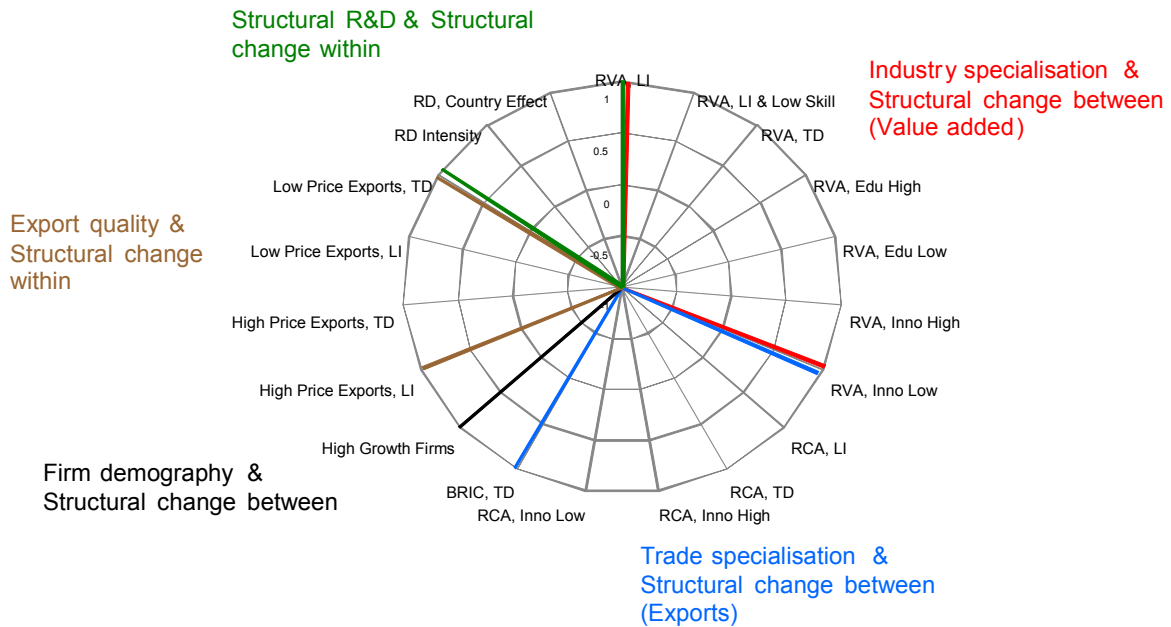 Structural R&D & Structural
change within
Industry specialisation &
Structural change between
(Value added)
RVA, LI
RD, Country Effect
RVA, LI & Low Skill
1
RD Intensity
RVA, TD
0.5
Low Price Exports, TD
RVA, Edu High
0
Export quality &
Structural change
within
Low Price Exports, LI
RVA, Edu Low
-0.5
-1
High Price Exports, TD
RVA, Inno High
High Price Exports, LI
RVA, Inno Low
High Growth Firms
RCA, LI
Firm demography &
Structural change between
BRIC, TD
RCA, TD
RCA, Inno Low
RCA, Inno High
Trade specialisation &
Structural change between
(Exports)